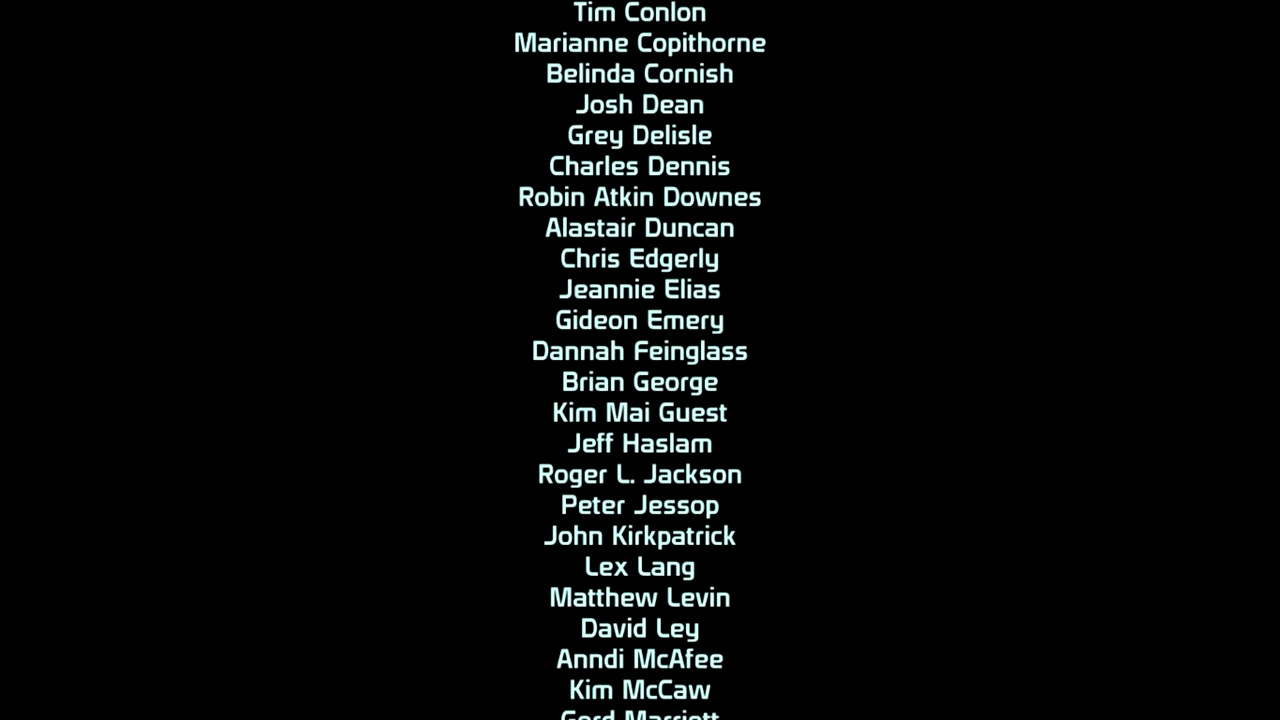 Tim Conlon
Marianne Copithorne
Belinda Cornish
Josh Dean
Grey Delisle
Charles Dennis
Robin Atkin Downes
Alastair Duncan
Chris Edgerly
Jeannie Elias
Gideon Emery
Dannah Feinglass
Brian George
Kim Mai Guest
Jeff Haslam
Roger L. Jackson
Peter Jessop
John Kirkpatrick
Lex Lang
Matthew Levin
David Ley
Anndi McAfee
Kim McCaw
Gord Marriott